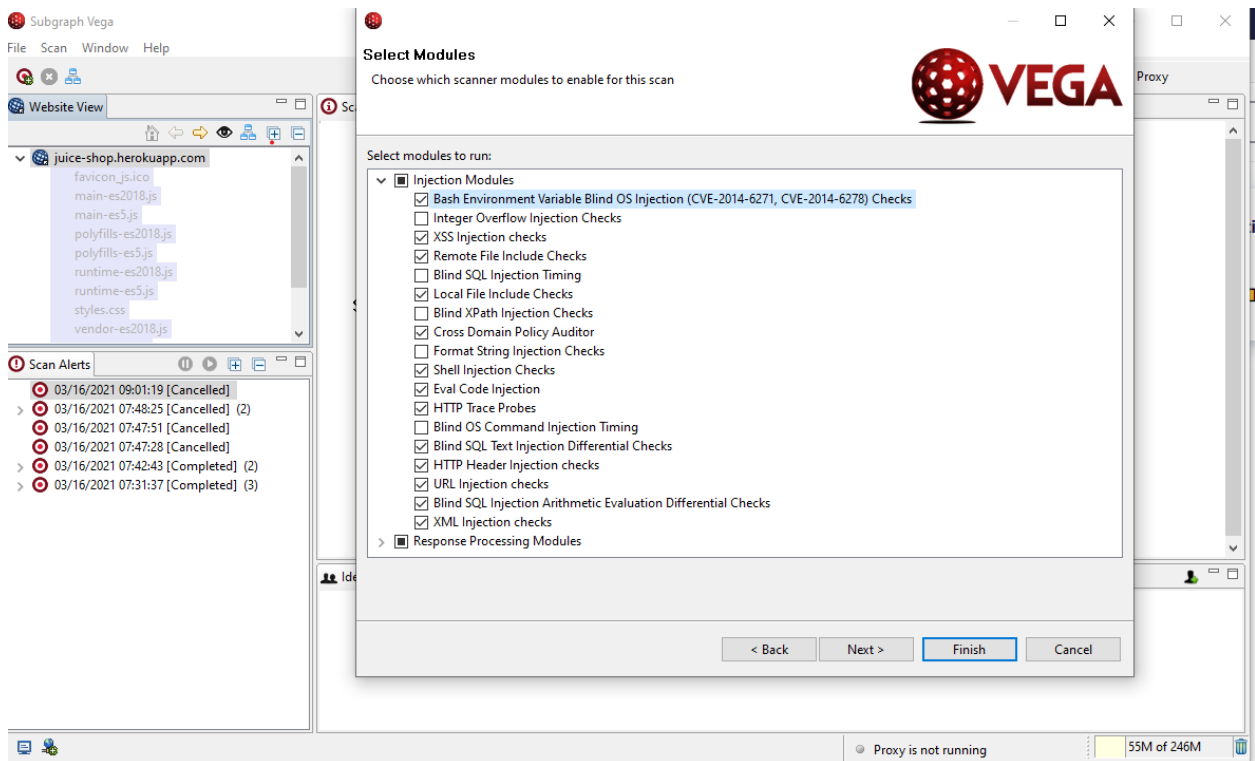 Subgraph Vega
File Scan Window Help
Website View
juice-shop.herokuapp.com
favicon_js.ico
main-es2018.js
main-es5.js
polyfills-es2018.js
polyfills-es5.js
runtime-es2018.js
runtime-es5.js
styles.css
vendor-es2018.js
Scan Alerts
03/16/2021 09:01:19 [Cancelled]
03/16/2021 07:48:25 [Cancelled] (2)
03/16/2021 07:47:51 [Cancelled]
03/16/2021 07:47:28 [Cancelled]
03/16/2021 07:42:43 [Completed] (2)
03/16/2021 07:31:37 [Completed] (3)
Select Modules
Choose which scanner modules to enable for this scan
VEGA
Select modules to run:
Injection Modules
Bash Environment Variable Blind OS Injection (CVE-2014-6271, CVE-2014-6278) Checks
Integer Overflow Injection Checks
XSS Injection checks
Remote File Include Checks
Blind SQL Injection Timing
Local File Include Checks
Blind XPath Injection Checks
Cross Domain Policy Auditor
Format String Injection Checks
Shell Injection Checks
Eval Code Injection
HTTP Trace Probes
Blind OS Command Injection Timing
Blind SQL Text Injection Differential Checks
HTTP Header Injection checks
URL Injection checks
Blind SQL Injection Arithmetic Evaluation Differential Checks
XML Injection checks
Response Processing Modules
< Back Next > Finish Cancel
Proxy
Proxy is not running
55M of 246M